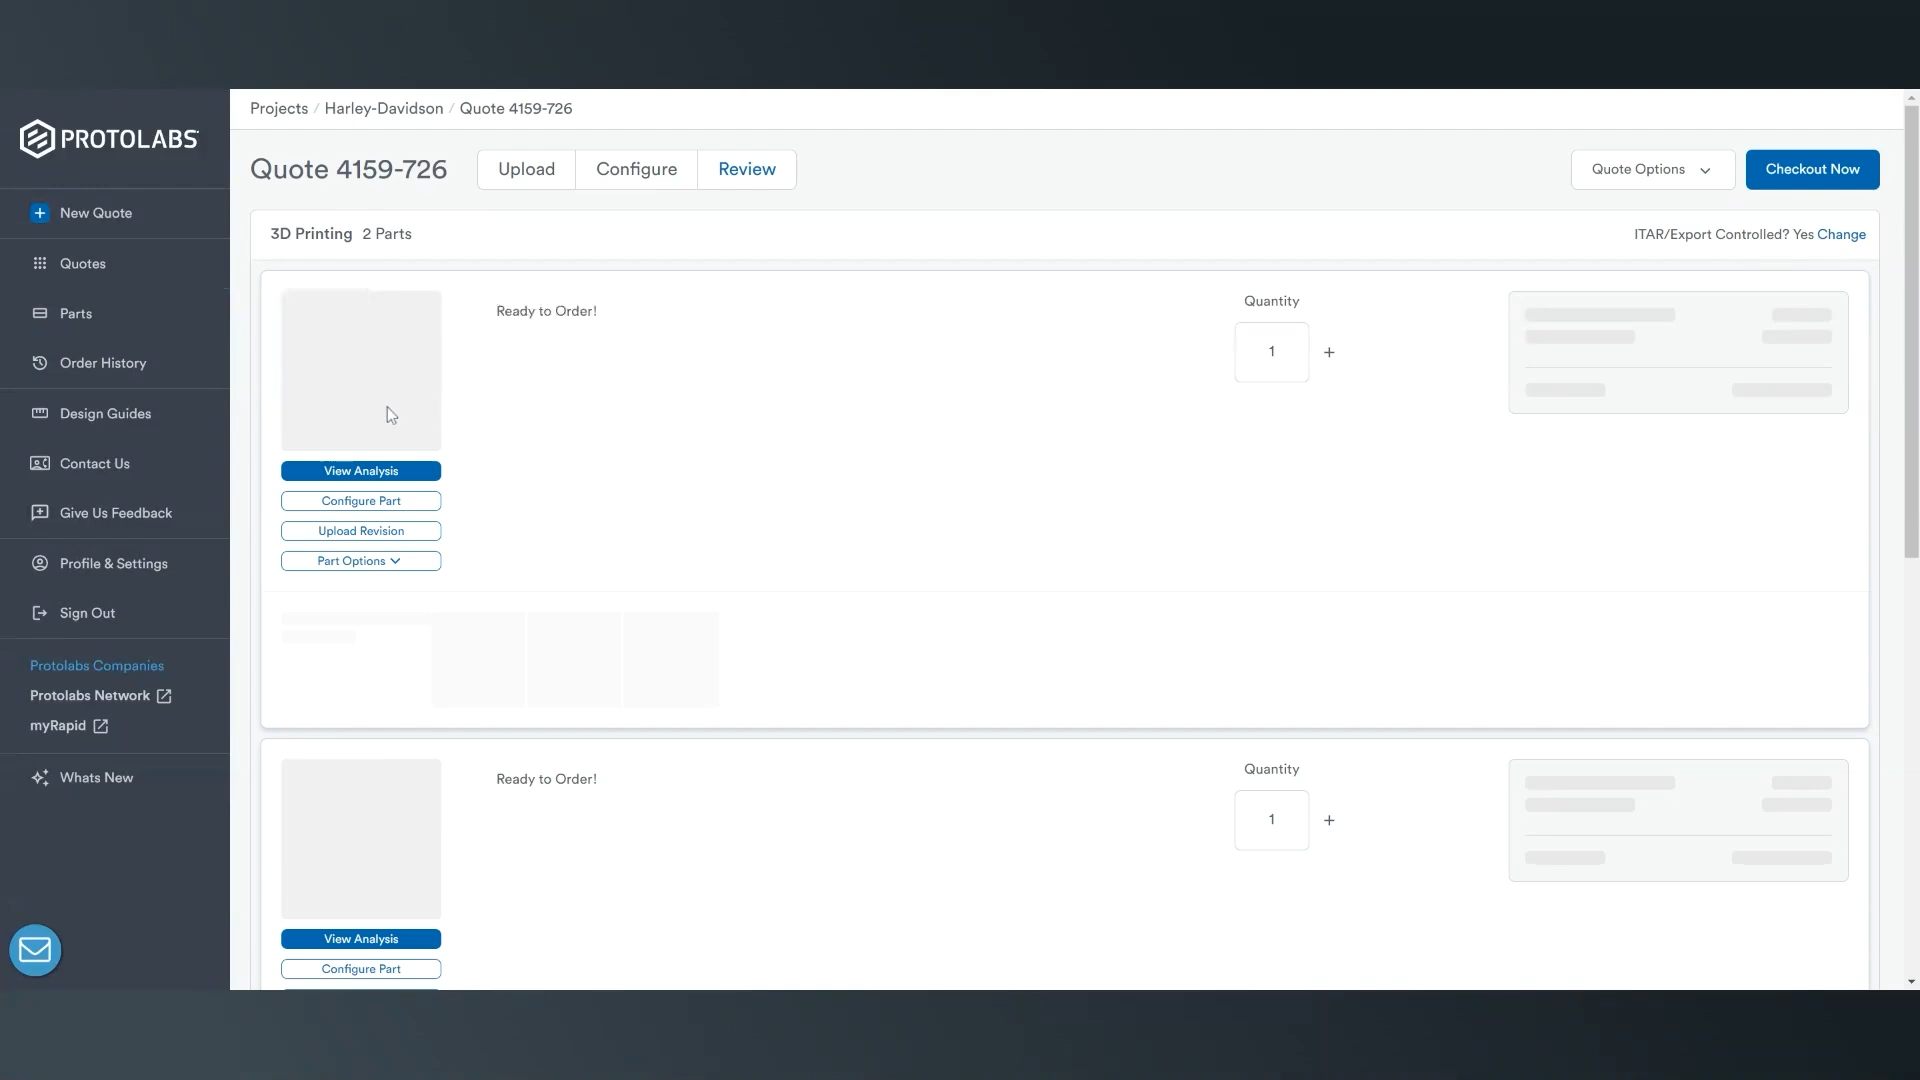 Projects / Harley-Davidson / Quote 4159-726
PROTOLABS
Quote 4159-726
Upload
Configure
Review
Quote Options
Checkout Now
New Quote
Quotes
Parts
Order History
Design Guides
Contact Us
Give Us Feedback
Profile & Settings
Sign Out
Protolabs Companies
Protolabs Network
myRapid
Whats New
3D Printing 2 Parts
ITAR/Export Controlled? Yes Change
Ready to Order!
Quantity
1
+
View Analysis
Configure Part
Upload Revision
Part Options
Ready to Order!
Quantity
1
+
View Analysis
Configure Part